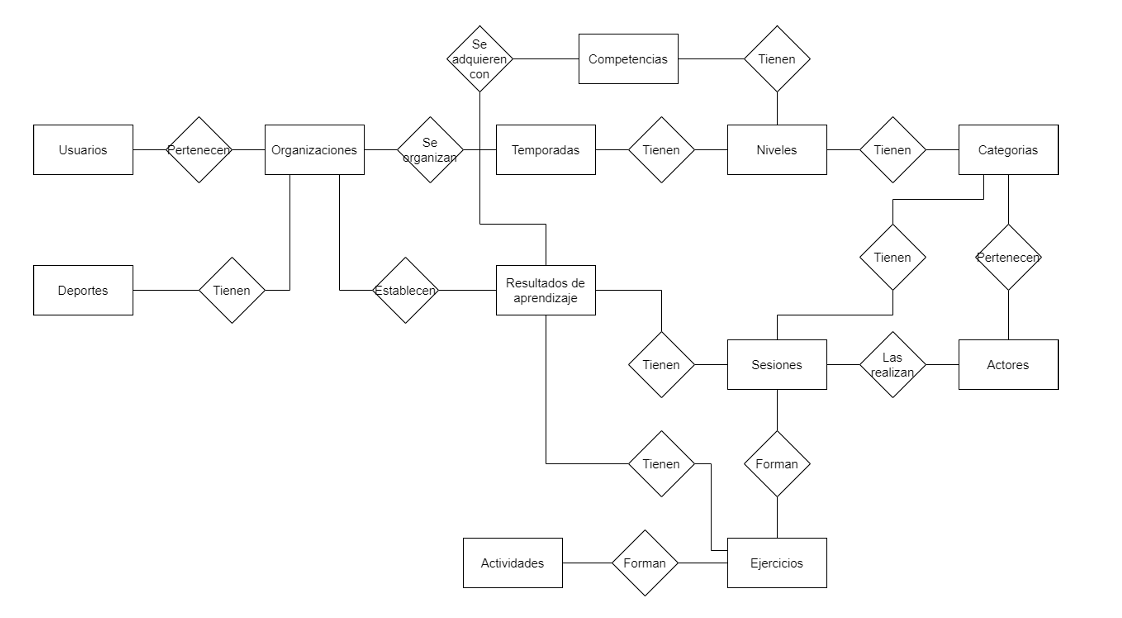 Se
adquieren
con
Competencias
Tienen
Usuarios
Pertenecen
Organizaciones
Se
organizan
Temporadas
Tienen
Niveles
Tienen
Categorias
Deportes
Tienen
Establecen
Resultados de
aprendizaje
Tienen
Pertenecen
Tienen
Sesiones
Las
realizan
Actores
Tienen
Forman
Actividades
Forman
Ejercicios